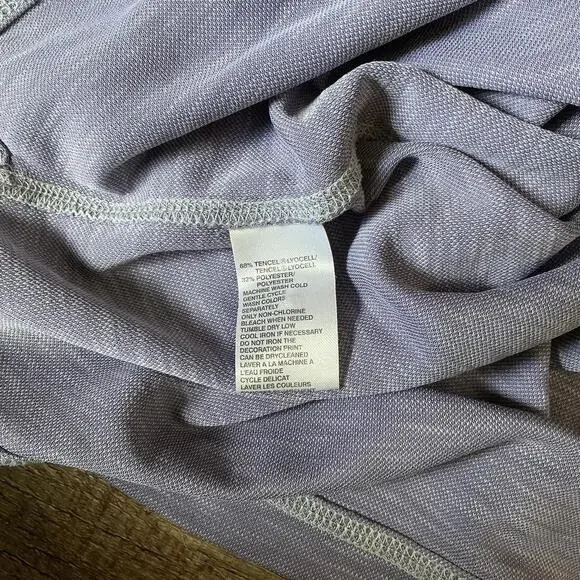 68% TENCEL®LYOCELL/
TENCEL®LYOCELL
32% POLYESTER/
POLYESTER
MACHINE WASH COLD
GENTLE CYCLE
WASH COLORS
SEPARATELY
ONLY NON-CHLORINE
BLEACH WHEN NEEDED
TUMBLE DRY LOW
COOL IRON IF NECESSARY
DO NOT IRON THE
DECORATION PRINT
CAN BE DRYCLEANED
LAVER A LA MACHINE A
L'EAU FROIDE
CYCLE DELICAT
LAVER LES COULEURS